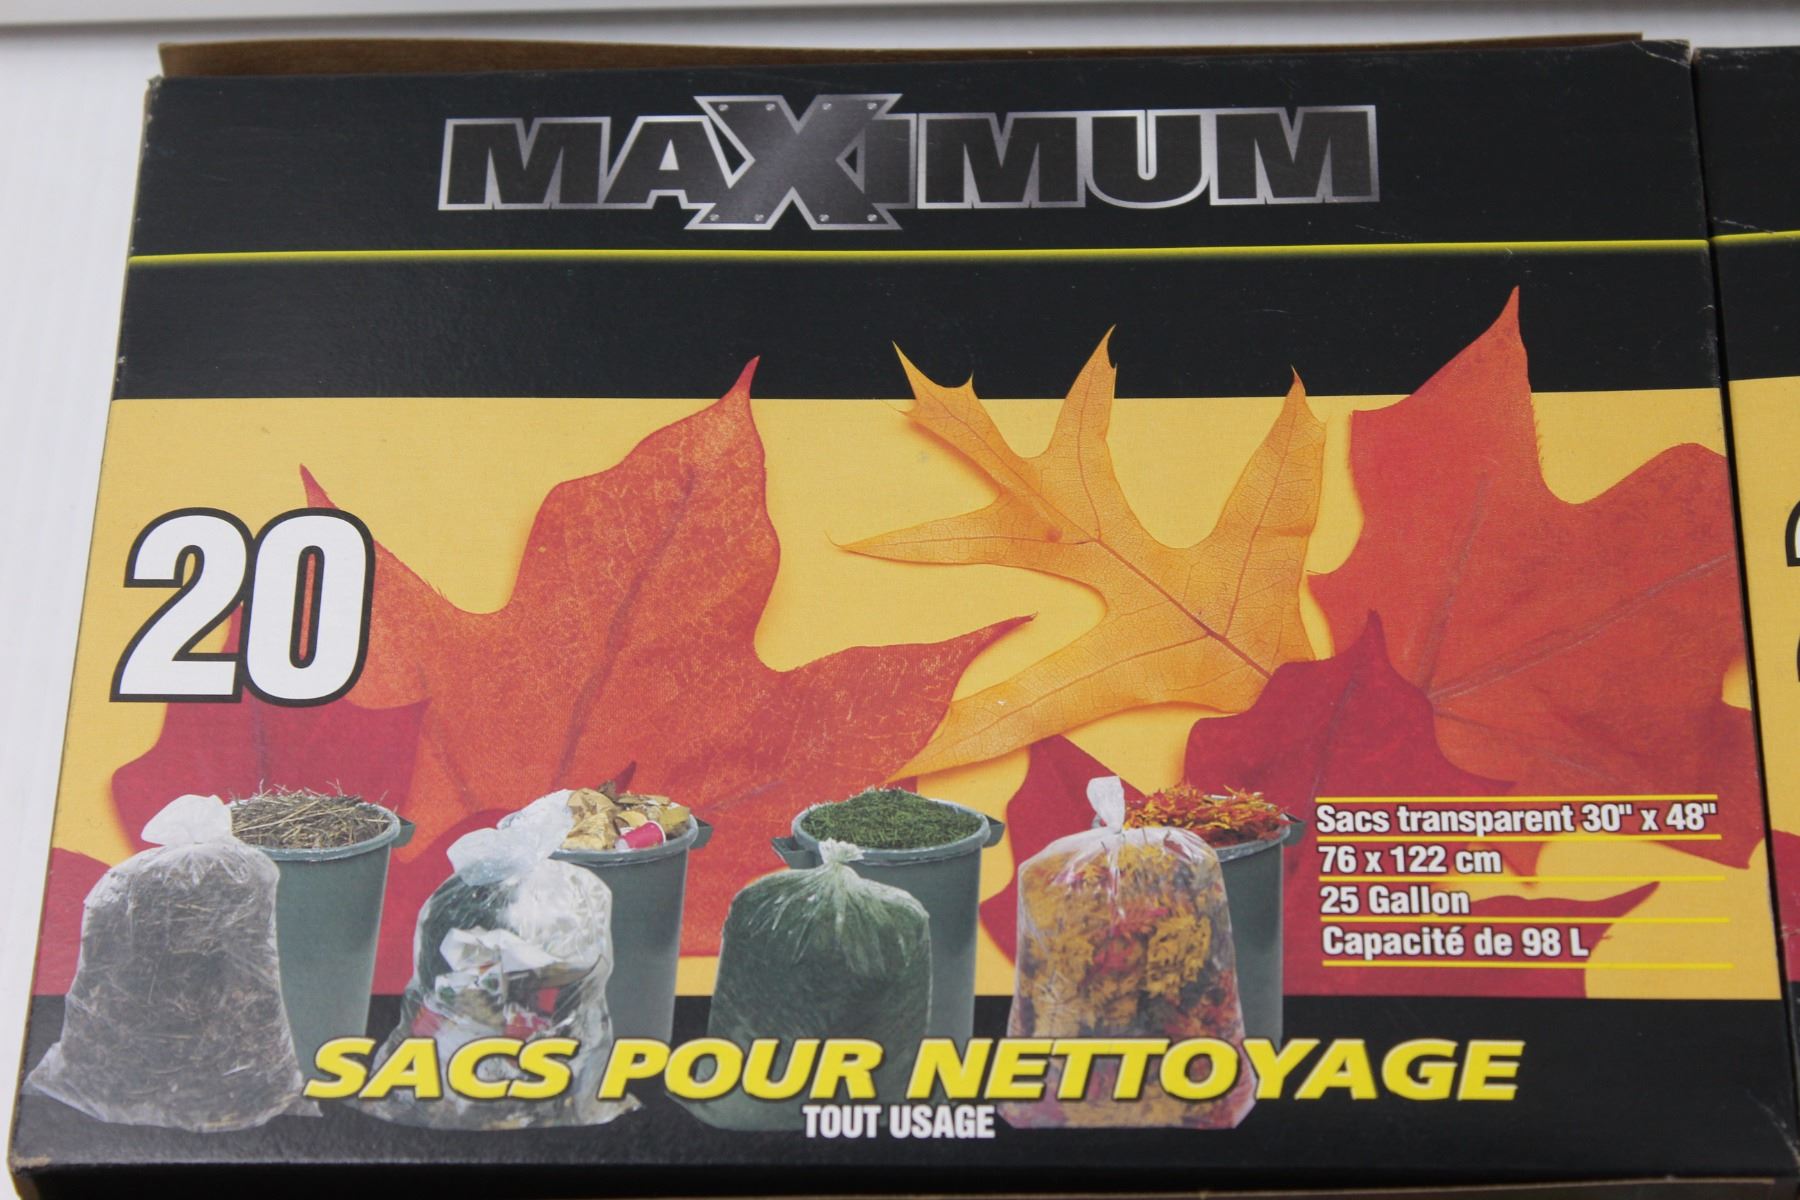 MAXIMUM
20
Sacs transparent 30" x 48"
76 x 122 cm
25 Gallon
Capacité de 98 L
SACS POUR NETTOYAGE
TOUT USAGE